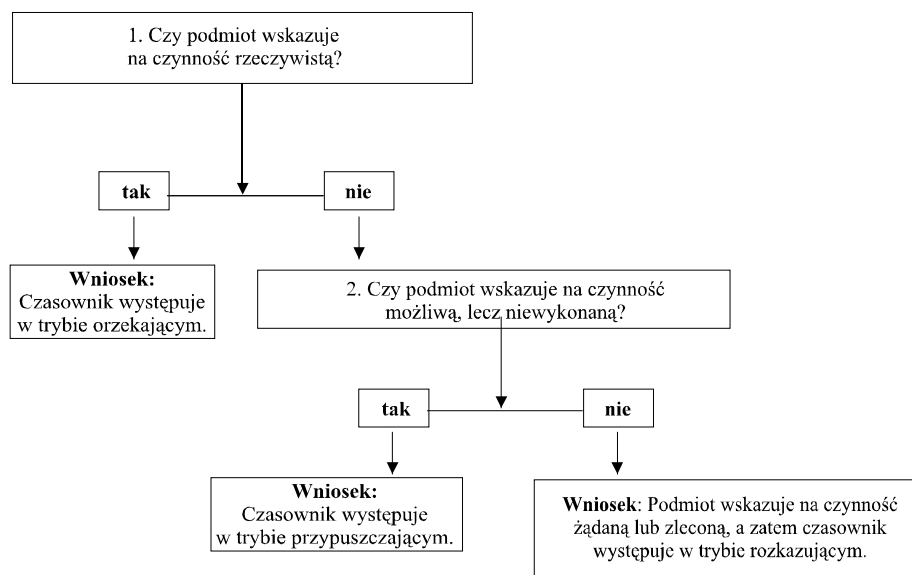 1. Czy podmiot wskazuje
na czynność rzeczywistą?
tak
nie
Wniosek:
Czasownik występuje
w trybie orzekającym.
2. Czy podmiot wskazuje na czynność
możliwą, lecz niewykonaną?
tak
nie
Wniosek:
Czasownik występuje
w trybie przypuszczającym.
Wniosek: Podmiot wskazuje na czynność
żądaną lub zleconą, a zatem czasownik
występuje w trybie rozkazującym.